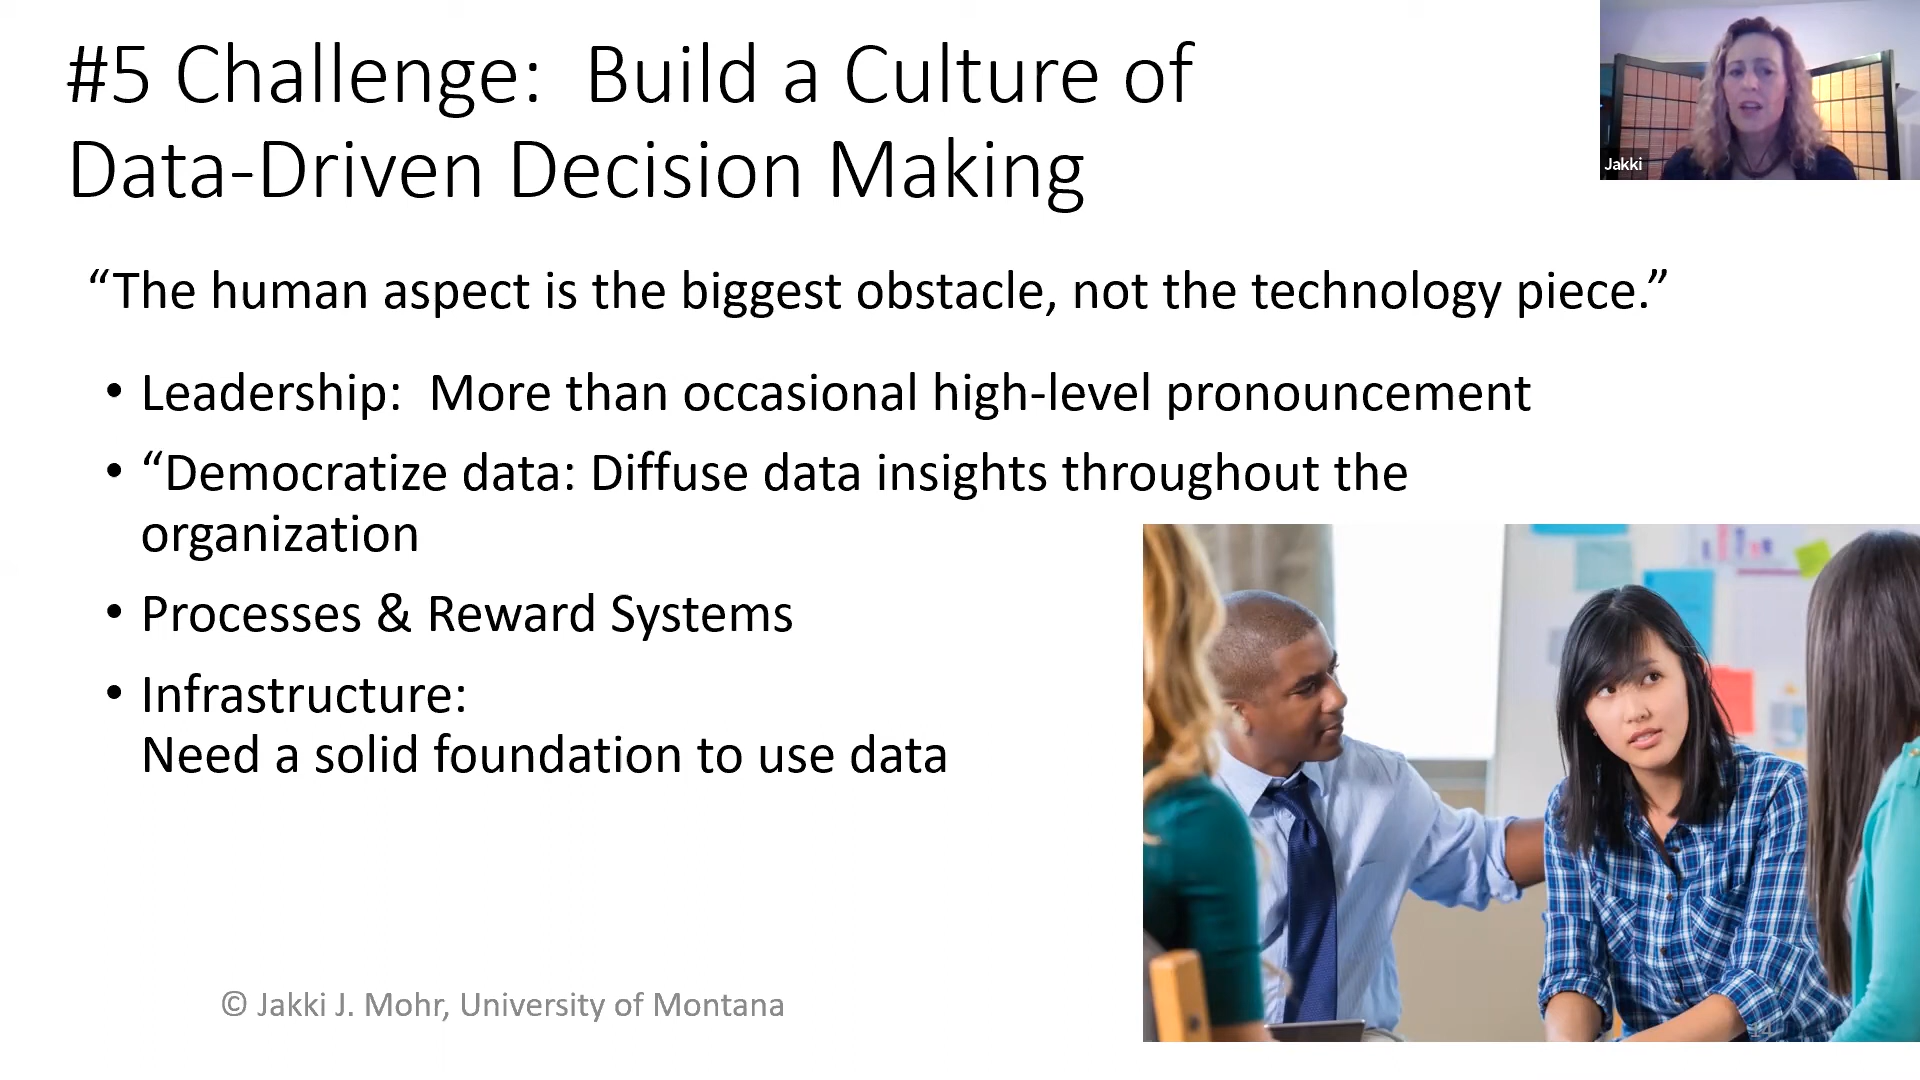 #5 Challenge:  Build a Culture of
Data-Driven Decision Making
Jakki
“The human aspect is the biggest obstacle, not the technology piece.”
• Leadership:  More than occasional high-level pronouncement
• “Democratize data: Diffuse data insights throughout the
organization
• Processes & Reward Systems
• Infrastructure:
Need a solid foundation to use data
© Jakki J. Mohr, University of Montana
14